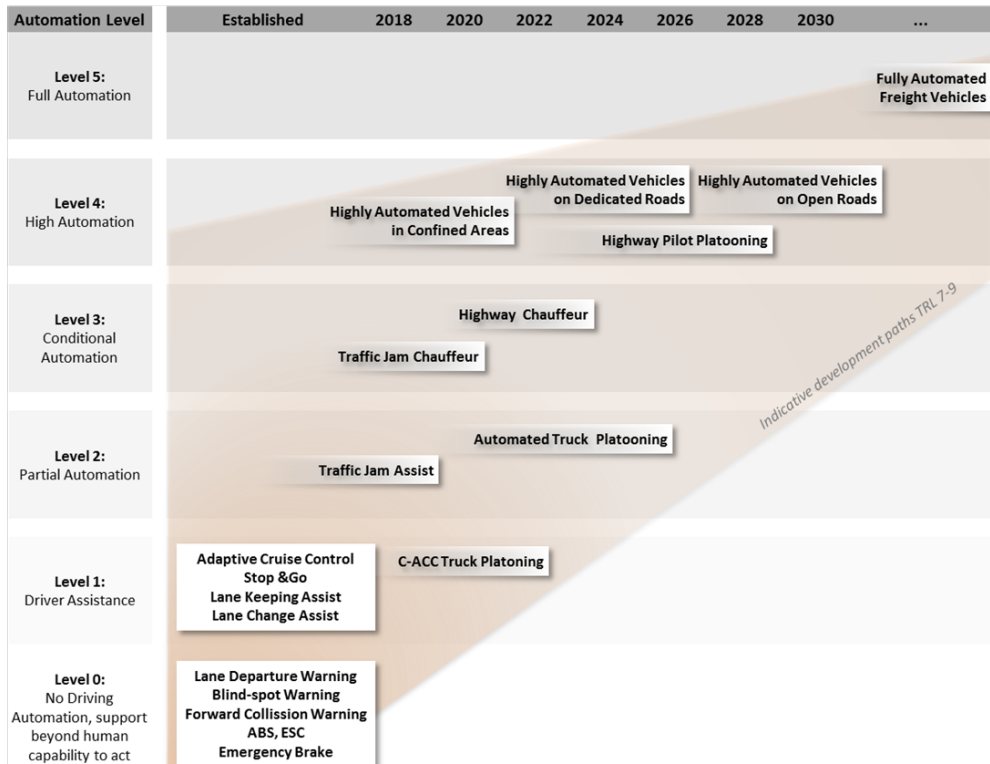 Automation Level Established 2018 2020 2022 2024 2026 2028 2030 ...
Level 5:
Full Automation
Fully Automated
Freight Vehicles
Level 4:
High Automation
Highly Automated Vehicles
in Confined Areas
Highly Automated Vehicles
on Dedicated Roads
Highly Automated Vehicles
on Open Roads
Highway Pilot Platooning
Level 3:
Conditional
Automation
Highway Chauffeur
Traffic Jam Chauffeur
Indicative development paths TRL 7-9
Level 2:
Partial Automation
Automated Truck Platooning
Traffic Jam Assist
Level 1:
Driver Assistance
Adaptive Cruise Control
Stop &Go
Lane Keeping Assist
Lane Change Assist
C-ACC Truck Platoning
Level 0:
No Driving
Automation, support
beyond human
capability to act
Lane Departure Warning
Blind-spot Warning
Forward Collission Warning
ABS, ESC
Emergency Brake